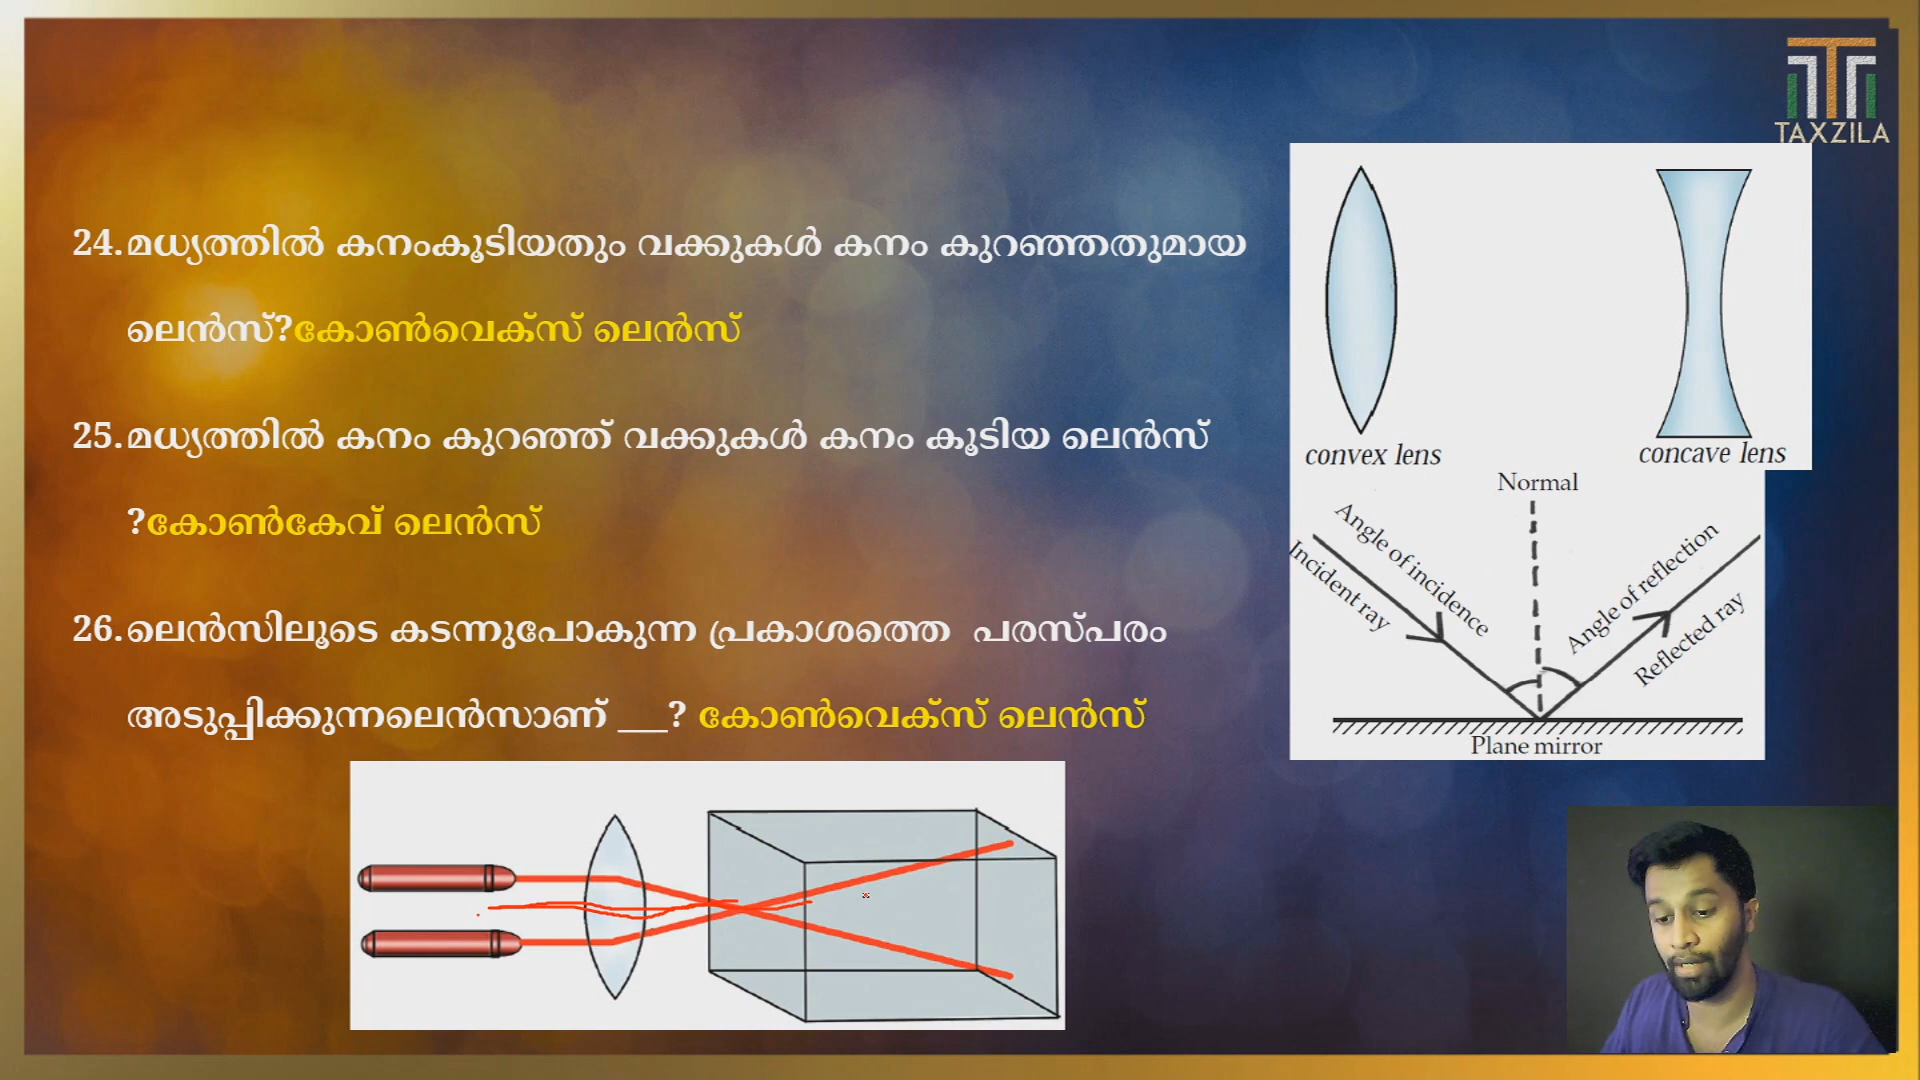 TAXZILA
24. മധ്യത്തിൽ കനംകൂടിയതും വക്കുകൾ കനം കുറഞ്ഞതുമായ
ലെൻസ്?കോൺവെക്സ് ലെൻസ്
25. മധ്യത്തിൽ കനം കുറഞ്ഞ് വക്കുകൾ കനം കൂടിയ ലെൻസ്
?കോൺകേവ് ലെൻസ്
26. ലെൻസിലൂടെ കടന്നുപോകുന്ന പ്രകാശത്തെ പരസ്പരം
അടുപ്പിക്കുന്നലെൻസാണ് ___? കോൺവെക്സ് ലെൻസ്
convex lens
concave lens
Normal
Angle of incidence
Incident ray
Angle of reflection
Reflected ray
Plane mirror